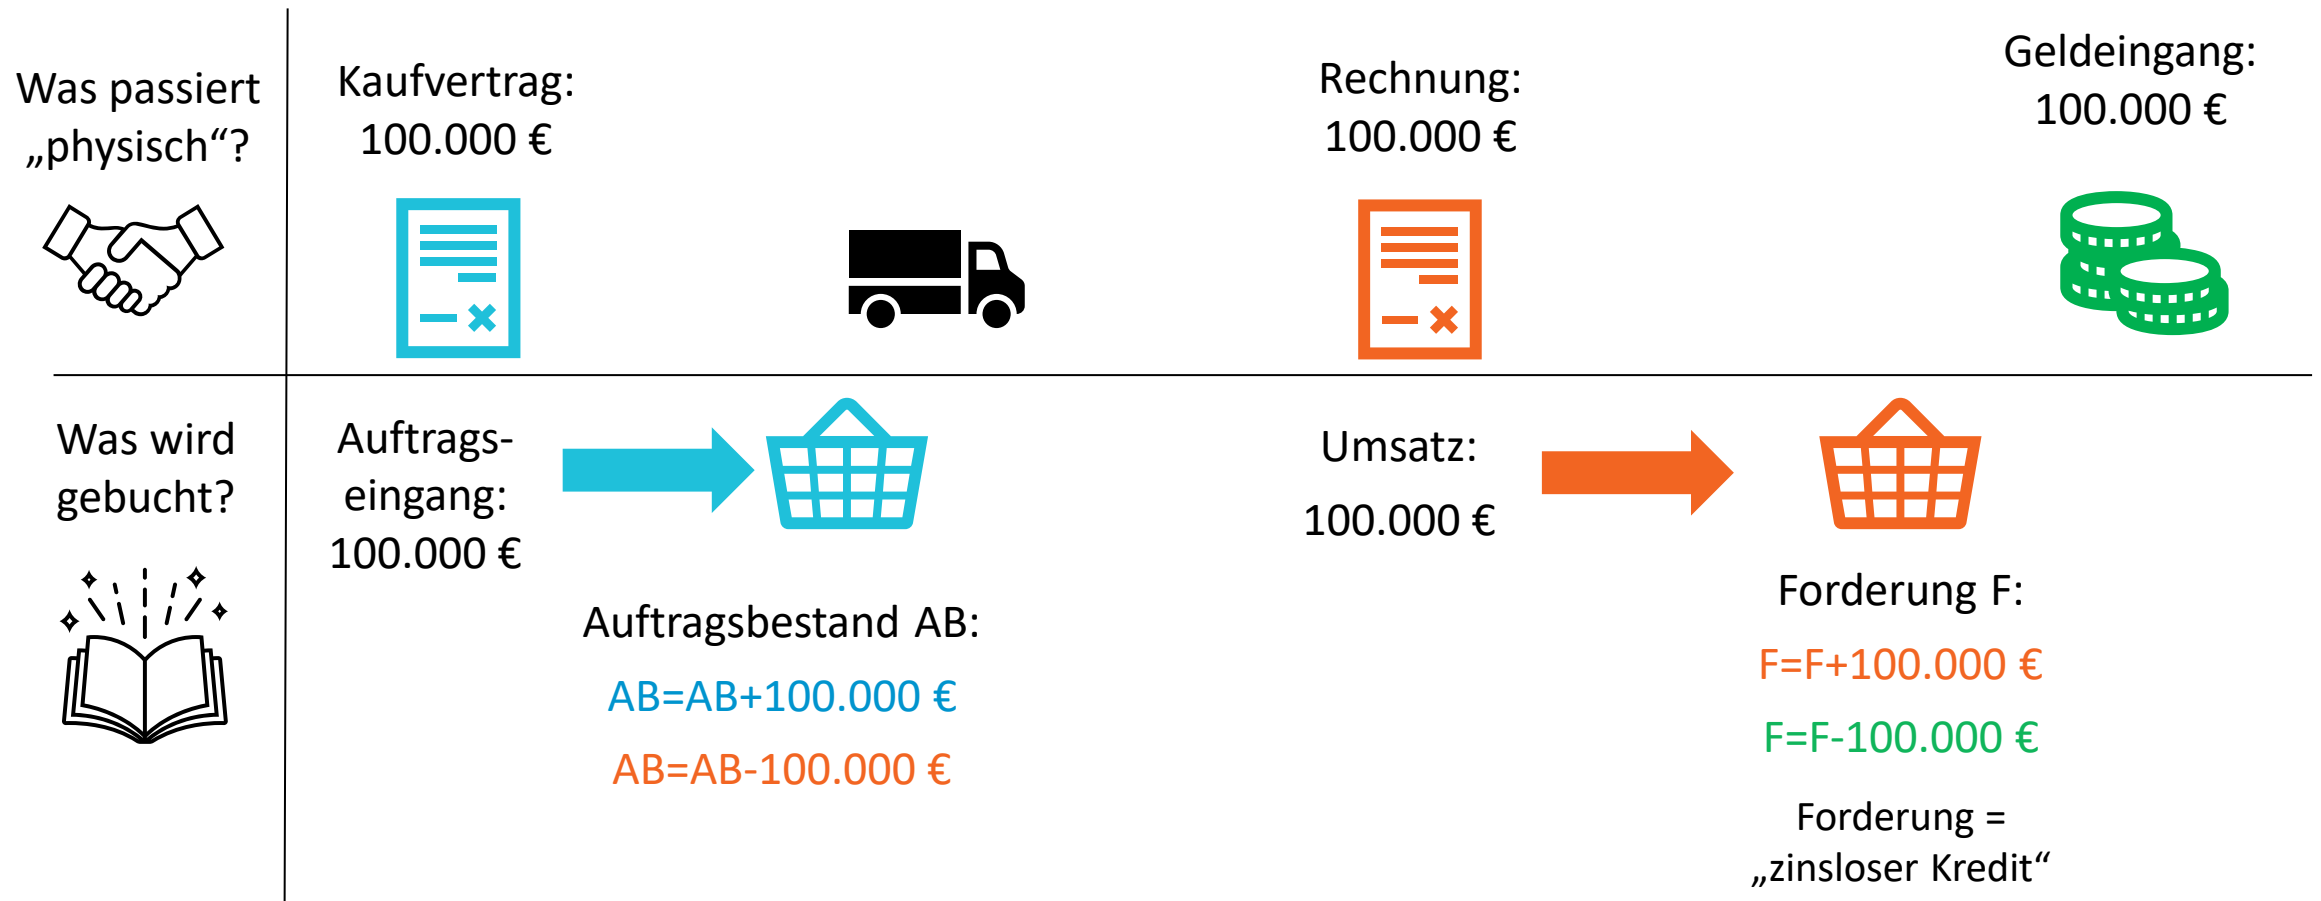 Was passiert
„physisch“?
Kaufvertrag:
100.000 €
Rechnung:
100.000 €
Geldeingang:
100.000 €
Was wird
gebucht?
Auftrags-
eingang:
100.000 €
Auftragsbestand AB:
AB=AB+100.000 €
AB=AB-100.000 €
Umsatz:
100.000 €
Forderung F:
F=F+100.000 €
F=F-100.000 €
Forderung =
„zinsloser Kredit“